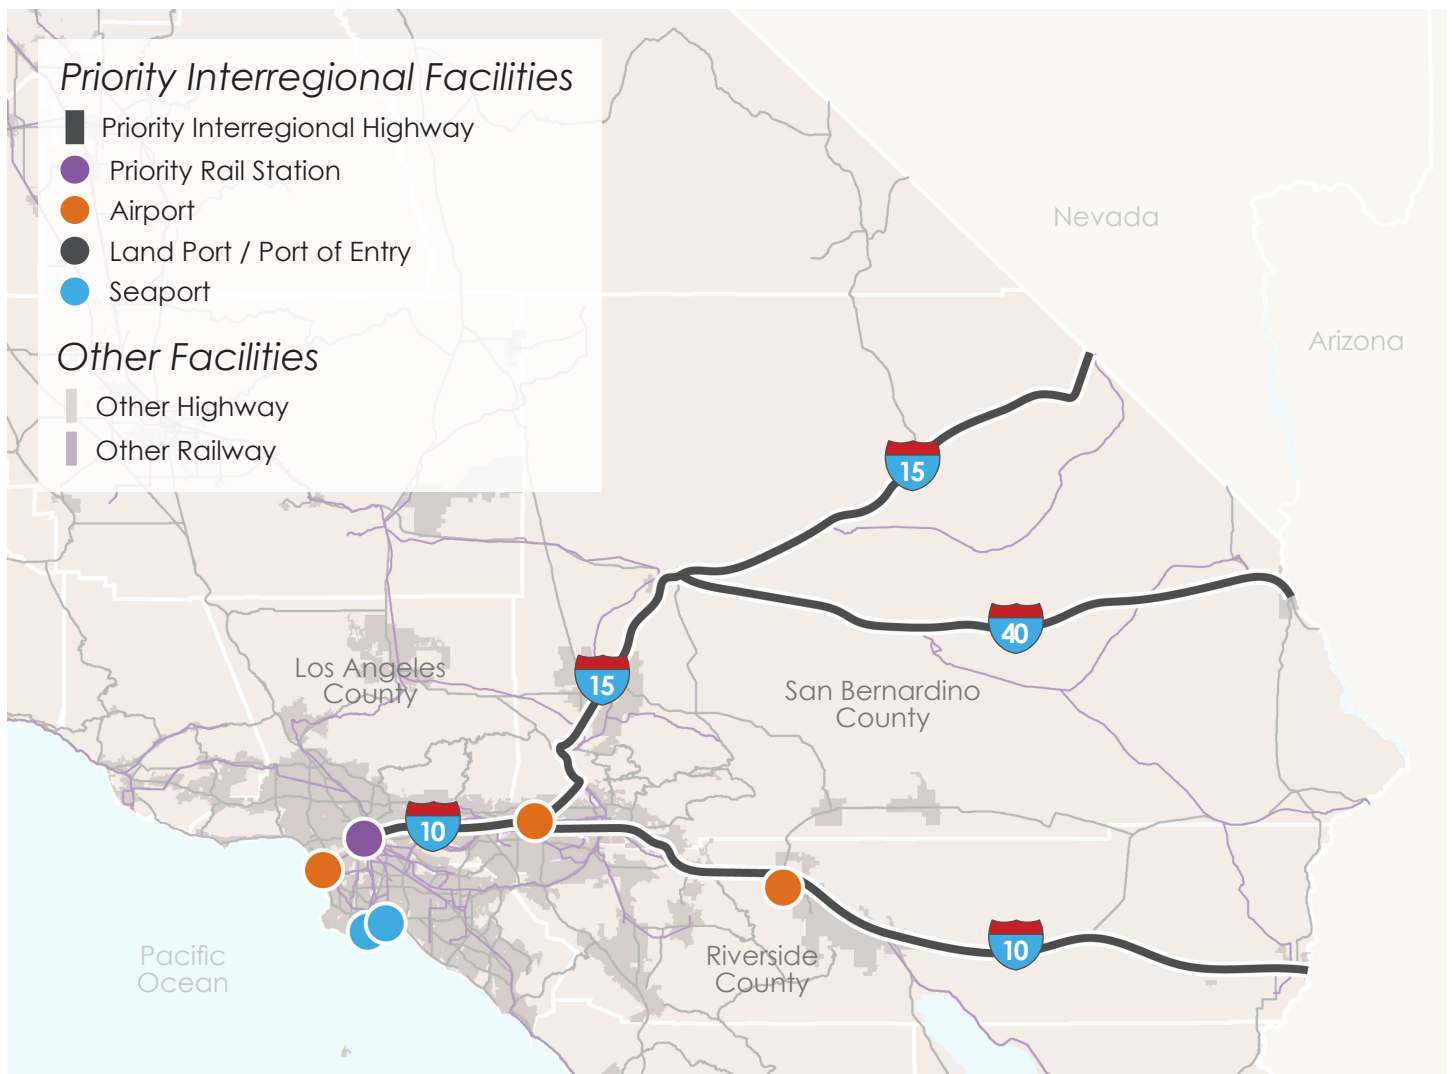 Priority Interregional Facilities
Priority Interregional Highway
Priority Rail Station
Airport
Land Port / Port of Entry
Seaport
Other Facilities
Other Highway
Other Railway
Nevada
Arizona
15
40
15
Los Angeles
County
San Bernardino
County
10
10
Riverside
County
Pacific
Ocean